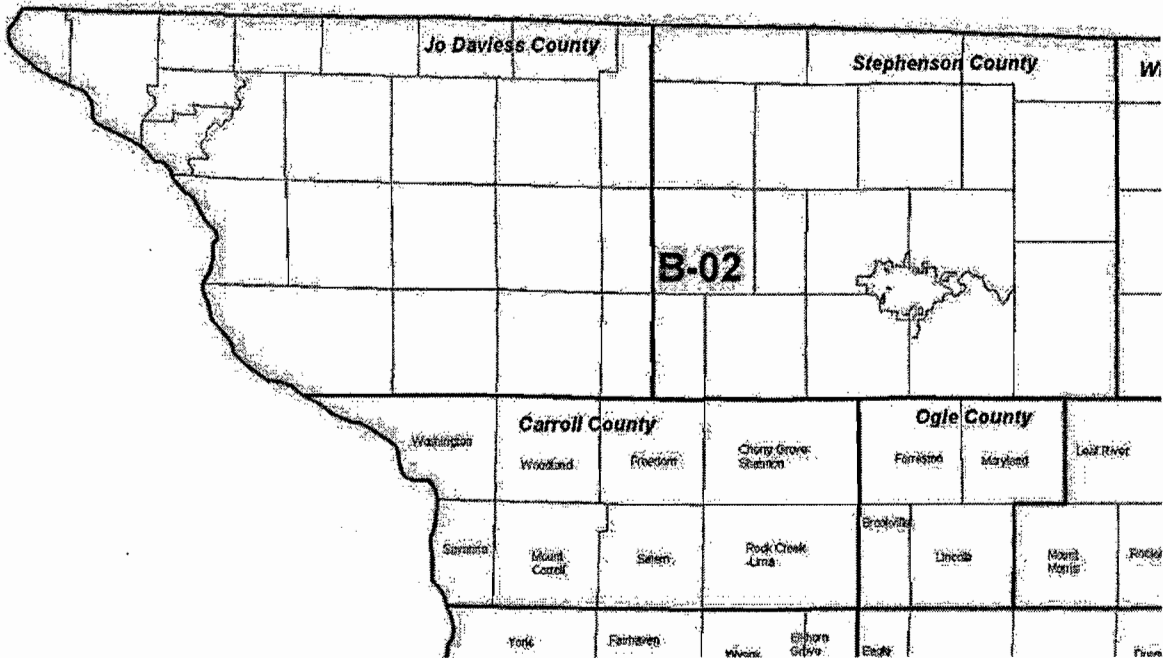 Jo Daviess County
Stephenson County
B-02
Carroll County
Ogle County
Washington
Woodland
Freedom
Cherry Grove-
Shannon
Forreston
Maryland
Leaf River
Savanna
Mount
Carroll
Salem
Rock Creek
-Lima
Brookville
Lincoln
Mount
Morris
York
Fairhaven
Wysox
Elkhorn
Grove
Eagle